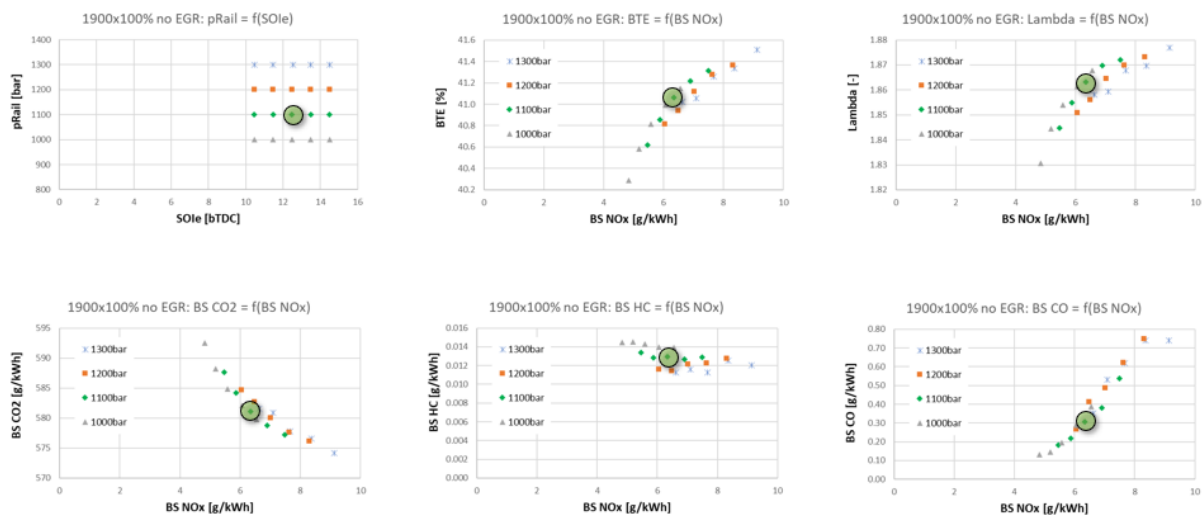 1900x100% no EGR: pRail = f(SOIe)
pRail [bar]
1400
1300
1200
1100
1000
900
800
0 2 4 6 8 10 12 14 16
SOIe [bTDC]
1900x100% no EGR: BTE = f(BS NOx)
BTE [%]
41.6
41.4
41.2
41.0
40.8
40.6
40.4
40.2
1300bar
1200bar
1100bar
1000bar
0 2 4 6 8 10
BS NOx [g/kWh]
1900x100% no EGR: Lambda = f(BS NOx)
Lambda [-]
1.88
1.87
1.86
1.85
1.84
1.83
1.82
1300bar
1200bar
1100bar
1000bar
0 2 4 6 8 10
BS NOx [g/kWh]
1900x100% no EGR: BS CO2 = f(BS NOx)
BS CO2 [g/kWh]
595
590
585
580
575
570
1300bar
1200bar
1100bar
1000bar
0 2 4 6 8 10
BS NOx [g/kWh]
1900x100% no EGR: BS HC = f(BS NOx)
BS HC [g/kWh]
0.016
0.014
0.012
0.010
0.008
0.006
0.004
0.002
0.000
1300bar
1200bar
1100bar
1000bar
0 2 4 6 8 10
BS NOx [g/kWh]
1900x100% no EGR: BS CO = f(BS NOx)
BS CO [g/kWh]
0.80
0.70
0.60
0.50
0.40
0.30
0.20
0.10
0.00
1300bar
1200bar
1100bar
1000bar
0 2 4 6 8 10
BS NOx [g/kWh]